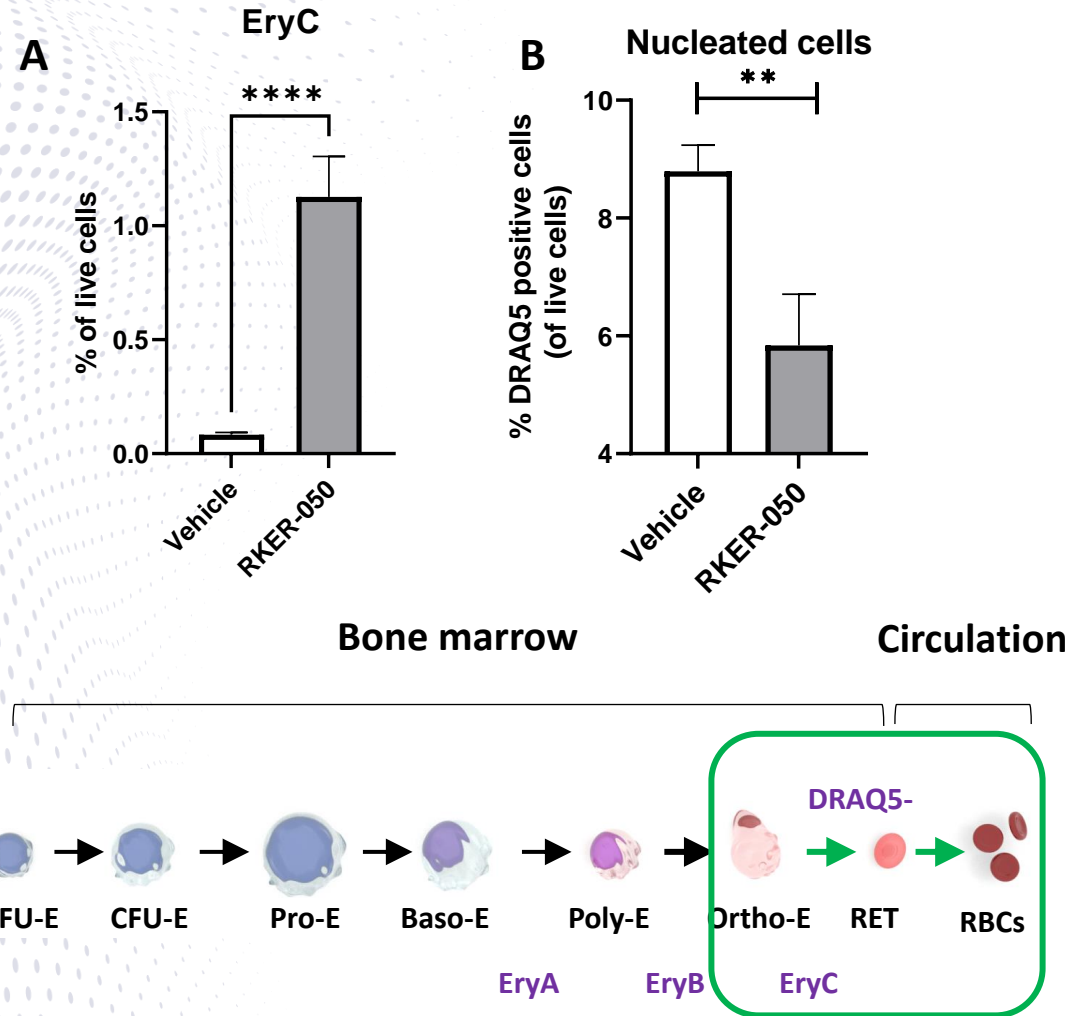 EryC
A
****
% of live cells
1.5
1.0
0.5
0.0
Vehicle
RKER-050
B
Nucleated cells
**
% DRAQ5 positive cells
(of live cells)
10
8
6
4
Vehicle
RKER-050
Bone marrow
Circulation
DRAQ5-
FU-E
CFU-E
Pro-E
Baso-E
Poly-E
Ortho-E
RET
RBCs
EryA
EryB
EryC